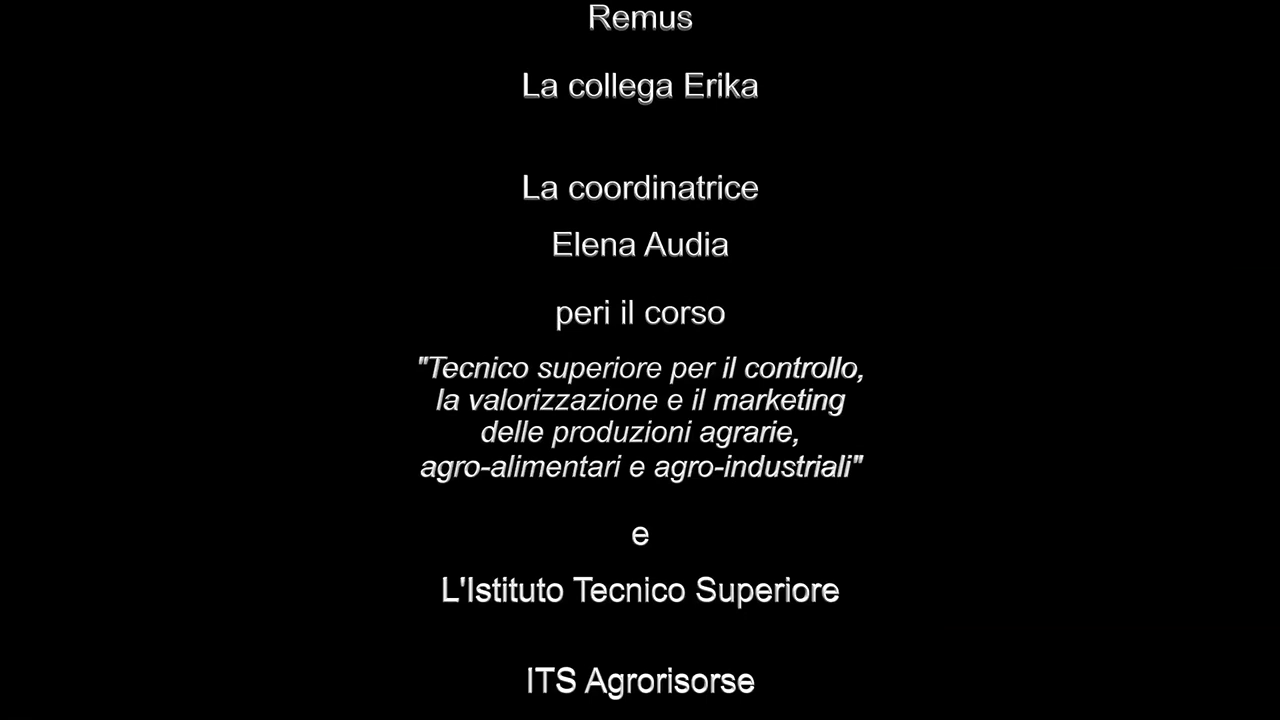 Remus
La collega Erika
La coordinatrice
Elena Audia
peri il corso
"Tecnico superiore per il controllo,
la valorizzazione e il marketing
delle produzioni agrarie,
agro-alimentari e agro-industriali"
e
L'Istituto Tecnico Superiore
ITS Agrorisorse